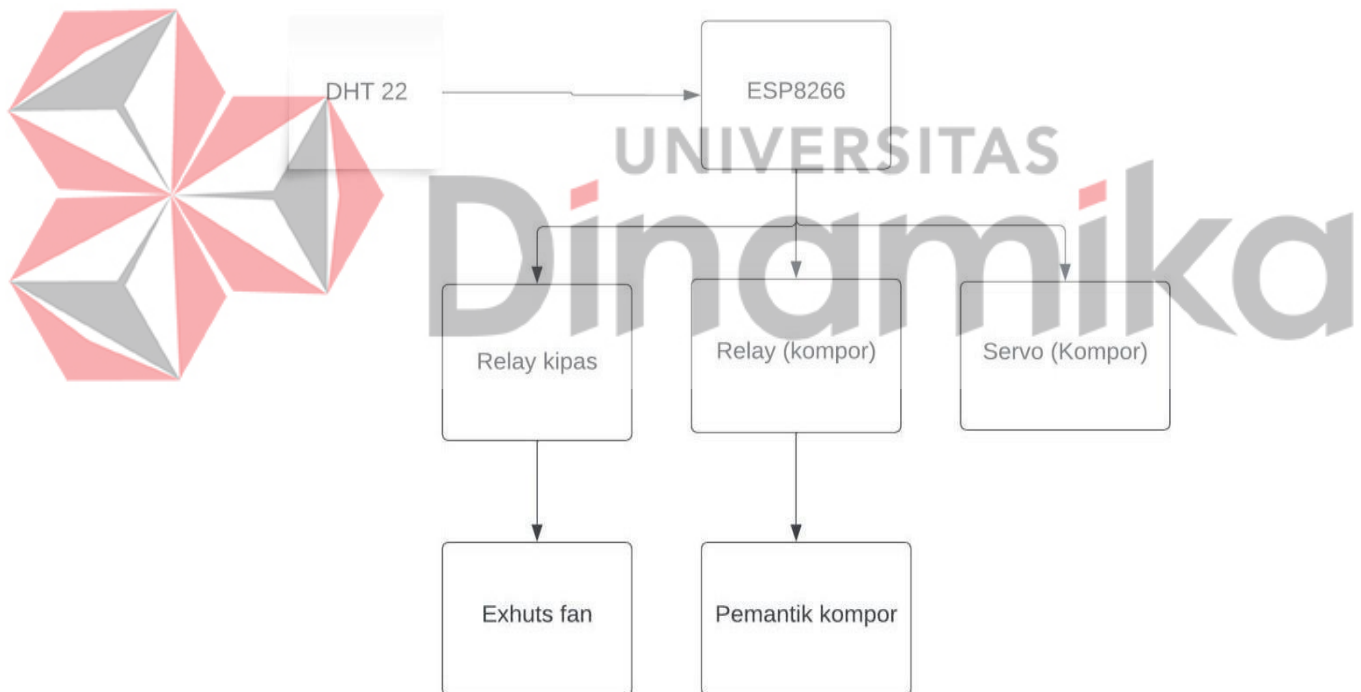 DHT 22
ESP8266
UNIVERSITAS
Dinamika
Relay kipas
Relay (kompor)
Servo (Kompor)
Exhuts fan
Pemantik kompor